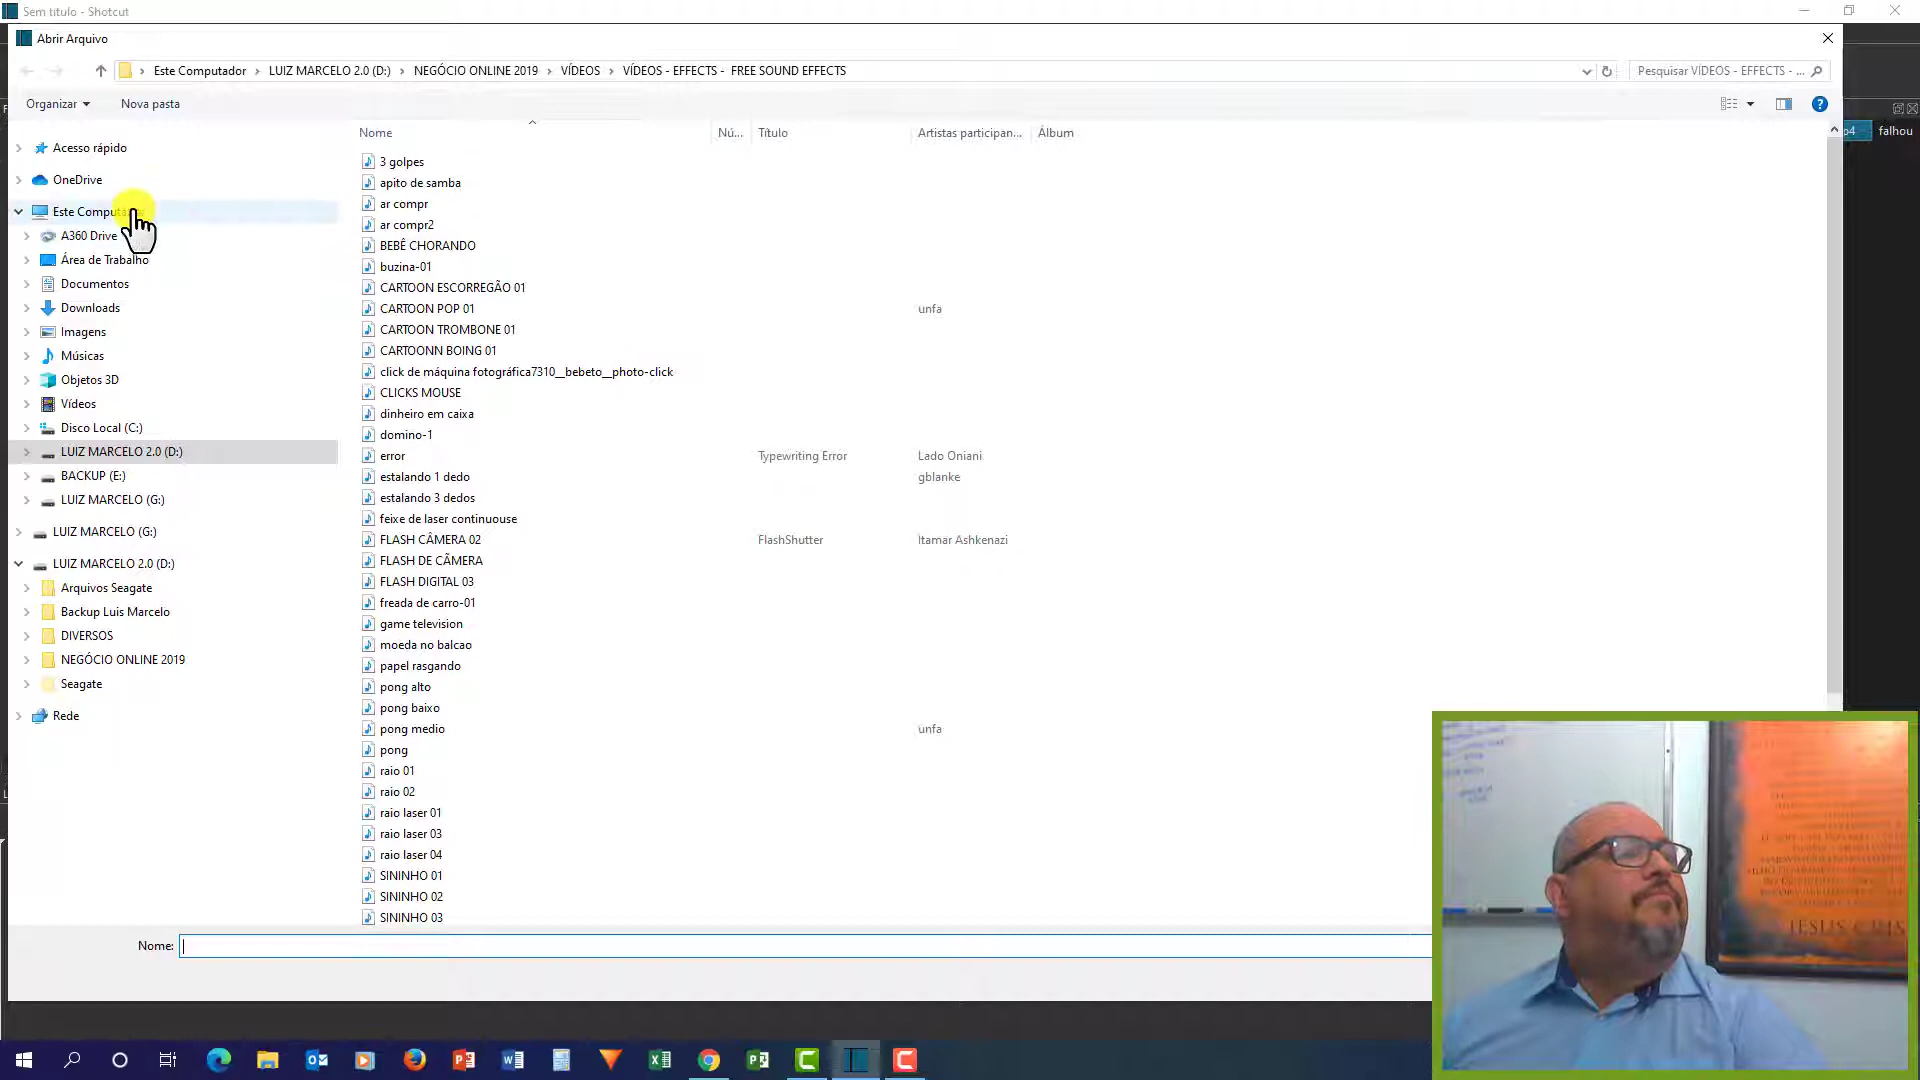 Sem título - Shotcut
Abrir Arquivo
Este Computador
LUIZ MARCELO 2.0 (D:)
NEGÓCIO ONLINE 2019
VÍDEOS
VÍDEOS - EFFECTS - FREE SOUND EFFECTS
Pesquisar VÍDEOS - EFFECTS - ...
Organizar
Nova pasta
Nome
Nú...
Título
Artistas participan...
Álbum
p4
falhou
Acesso rápido
OneDrive
Este Computador
A360 Drive
Área de Trabalho
Documentos
Downloads
Imagens
Músicas
Objetos 3D
Vídeos
Disco Local (C:)
LUIZ MARCELO 2.0 (D:)
BACKUP (E:)
LUIZ MARCELO (G:)
LUIZ MARCELO (G:)
LUIZ MARCELO 2.0 (D:)
Arquivos Seagate
Backup Luis Marcelo
DIVERSOS
NEGÓCIO ONLINE 2019
Seagate
Rede
3 golpes
apito de samba
ar compr
ar compr2
BEBÊ CHORANDO
buzina-01
CARTOON ESCORREGÃO 01
CARTOON POP 01 unfa
CARTOON TROMBONE 01
CARTOONN BOING 01
click de máquina fotográfica7310__bebeto__photo-click
CLICKS MOUSE
dinheiro em caixa
domino-1
error Typewriting Error Lado Oniani
estalando 1 dedo gblanke
estalando 3 dedos
feixe de laser continuouse
FLASH CÂMERA 02 FlashShutter Itamar Ashkenazi
FLASH DE CÃMERA
FLASH DIGITAL 03
freada de carro-01
game television
moeda no balcao
papel rasgando
pong alto
pong baixo
pong medio unfa
pong
raio 01
raio 02
raio laser 01
raio laser 03
raio laser 04
SININHO 01
SININHO 02
SININHO 03
Nome: